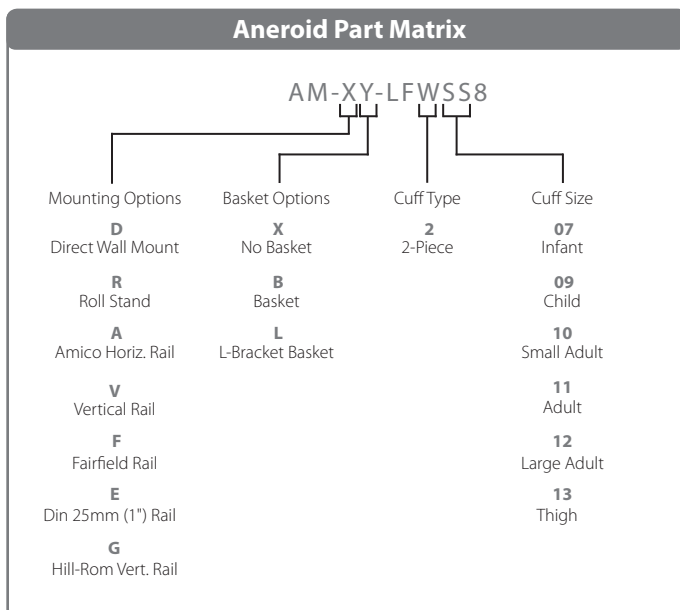 Aneroid Part Matrix
AM-XY-LFWSS8
Mounting Options
D
Direct Wall Mount
R
Roll Stand
A
Amico Horiz. Rail
V
Vertical Rail
F
Fairfield Rail
E
Din 25mm (1") Rail
G
Hill-Rom Vert. Rail
Basket Options
X
No Basket
B
Basket
L
L-Bracket Basket
Cuff Type
2
2-Piece
Cuff Size
07
Infant
09
Child
10
Small Adult
11
Adult
12
Large Adult
13
Thigh